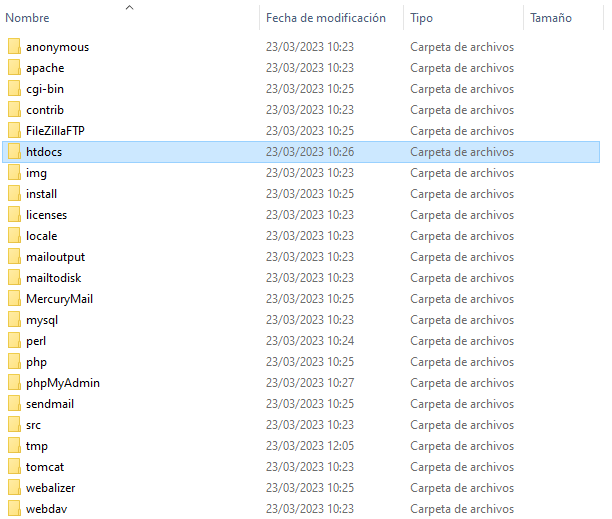 Nombre Fecha de modificación Tipo Tamaño
anonymous 23/03/2023 10:23 Carpeta de archivos
apache 23/03/2023 10:23 Carpeta de archivos
cgi-bin 23/03/2023 10:25 Carpeta de archivos
contrib 23/03/2023 10:23 Carpeta de archivos
FileZillaFTP 23/03/2023 10:25 Carpeta de archivos
htdocs 23/03/2023 10:26 Carpeta de archivos
img 23/03/2023 10:23 Carpeta de archivos
install 23/03/2023 10:25 Carpeta de archivos
licenses 23/03/2023 10:23 Carpeta de archivos
locale 23/03/2023 10:23 Carpeta de archivos
mailoutput 23/03/2023 10:23 Carpeta de archivos
mailtodisk 23/03/2023 10:23 Carpeta de archivos
MercuryMail 23/03/2023 10:25 Carpeta de archivos
mysql 23/03/2023 10:23 Carpeta de archivos
perl 23/03/2023 10:24 Carpeta de archivos
php 23/03/2023 10:25 Carpeta de archivos
phpMyAdmin 23/03/2023 10:27 Carpeta de archivos
sendmail 23/03/2023 10:25 Carpeta de archivos
src 23/03/2023 10:23 Carpeta de archivos
tmp 23/03/2023 12:05 Carpeta de archivos
tomcat 23/03/2023 10:23 Carpeta de archivos
webalizer 23/03/2023 10:25 Carpeta de archivos
webdav 23/03/2023 10:23 Carpeta de archivos